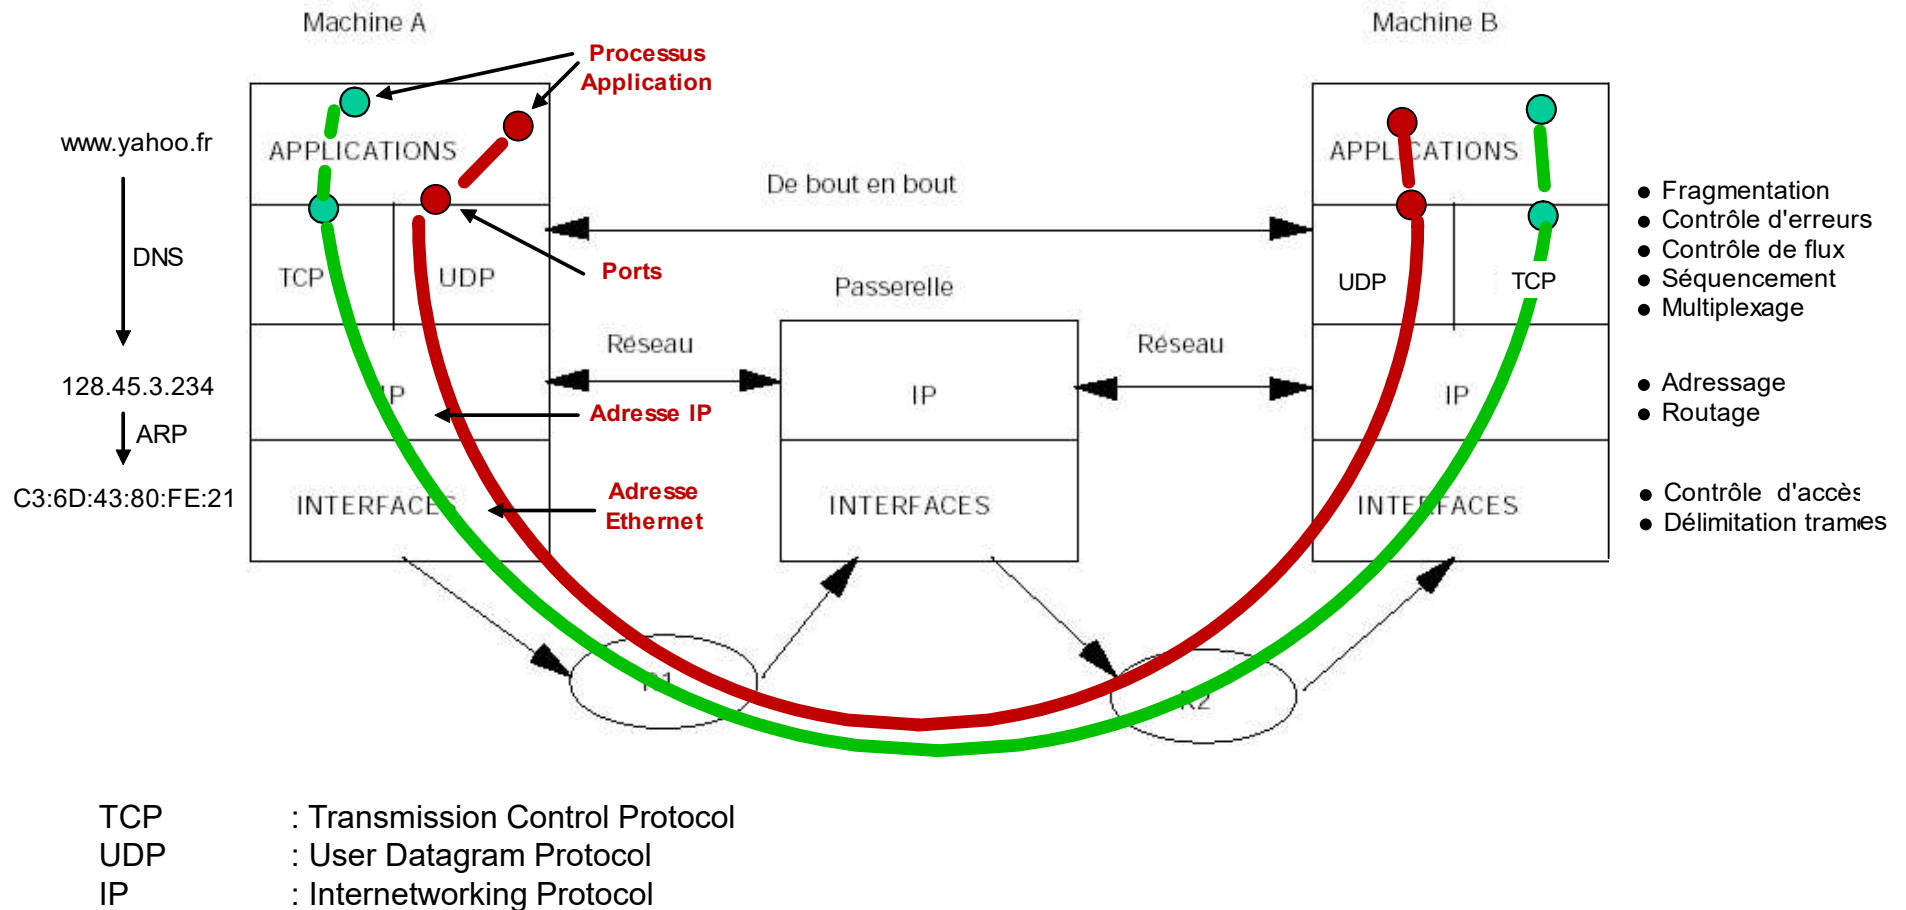 Machine A
Machine B
Processus
Application
www.yahoo.fr
APPLICATIONS
APPLICATIONS
De bout en bout
Fragmentation
Contrôle d'erreurs
Contrôle de flux
Séquencement
Multiplexage
DNS
TCP
UDP
Ports
Passerelle
UDP
TCP
Réseau
Réseau
128.45.3.234
IP
Adresse IP
IP
IP
Adressage
Routage
ARP
C3:6D:43:80:FE:21
INTERFACES
Adresse
Ethernet
INTERFACES
INTERFACES
Contrôle d'accès
Délimitation trames
R1
R2
TCP : Transmission Control Protocol
UDP : User Datagram Protocol
IP : Internetworking Protocol